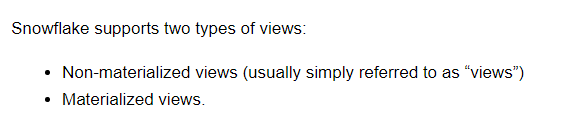 Snowflake supports two types of views:
• Non-materialized views (usually simply referred to as “views”)
• Materialized views.